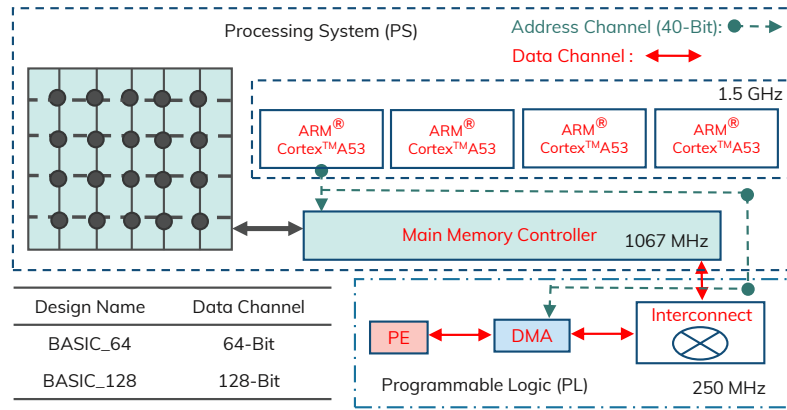 Processing System (PS)
Address Channel (40-Bit):
Data Channel :
1.5 GHz
ARM® Cortex™A53
ARM® Cortex™A53
ARM® Cortex™A53
ARM® Cortex™A53
Main Memory Controller
1067 MHz
Design Name Data Channel
BASIC_64 64-Bit
BASIC_128 128-Bit
PE
DMA
Interconnect
Programmable Logic (PL)
250 MHz